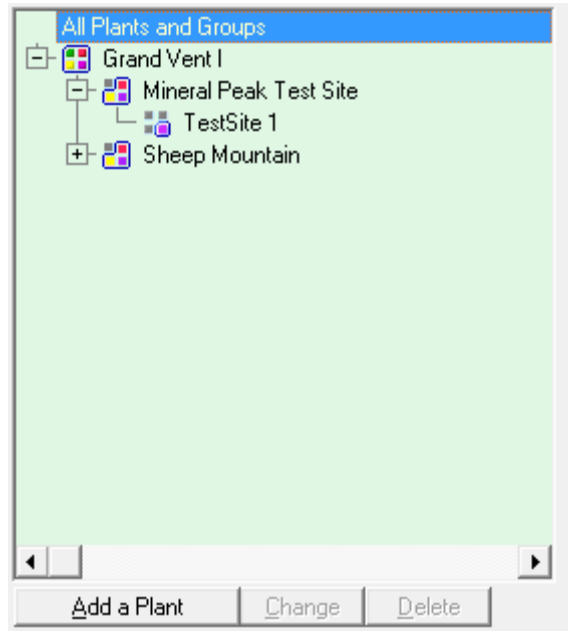 All Plants and Groups
Grand Vent I
Mineral Peak Test Site
TestSite 1
Sheep Mountain
Add a Plant Change Delete